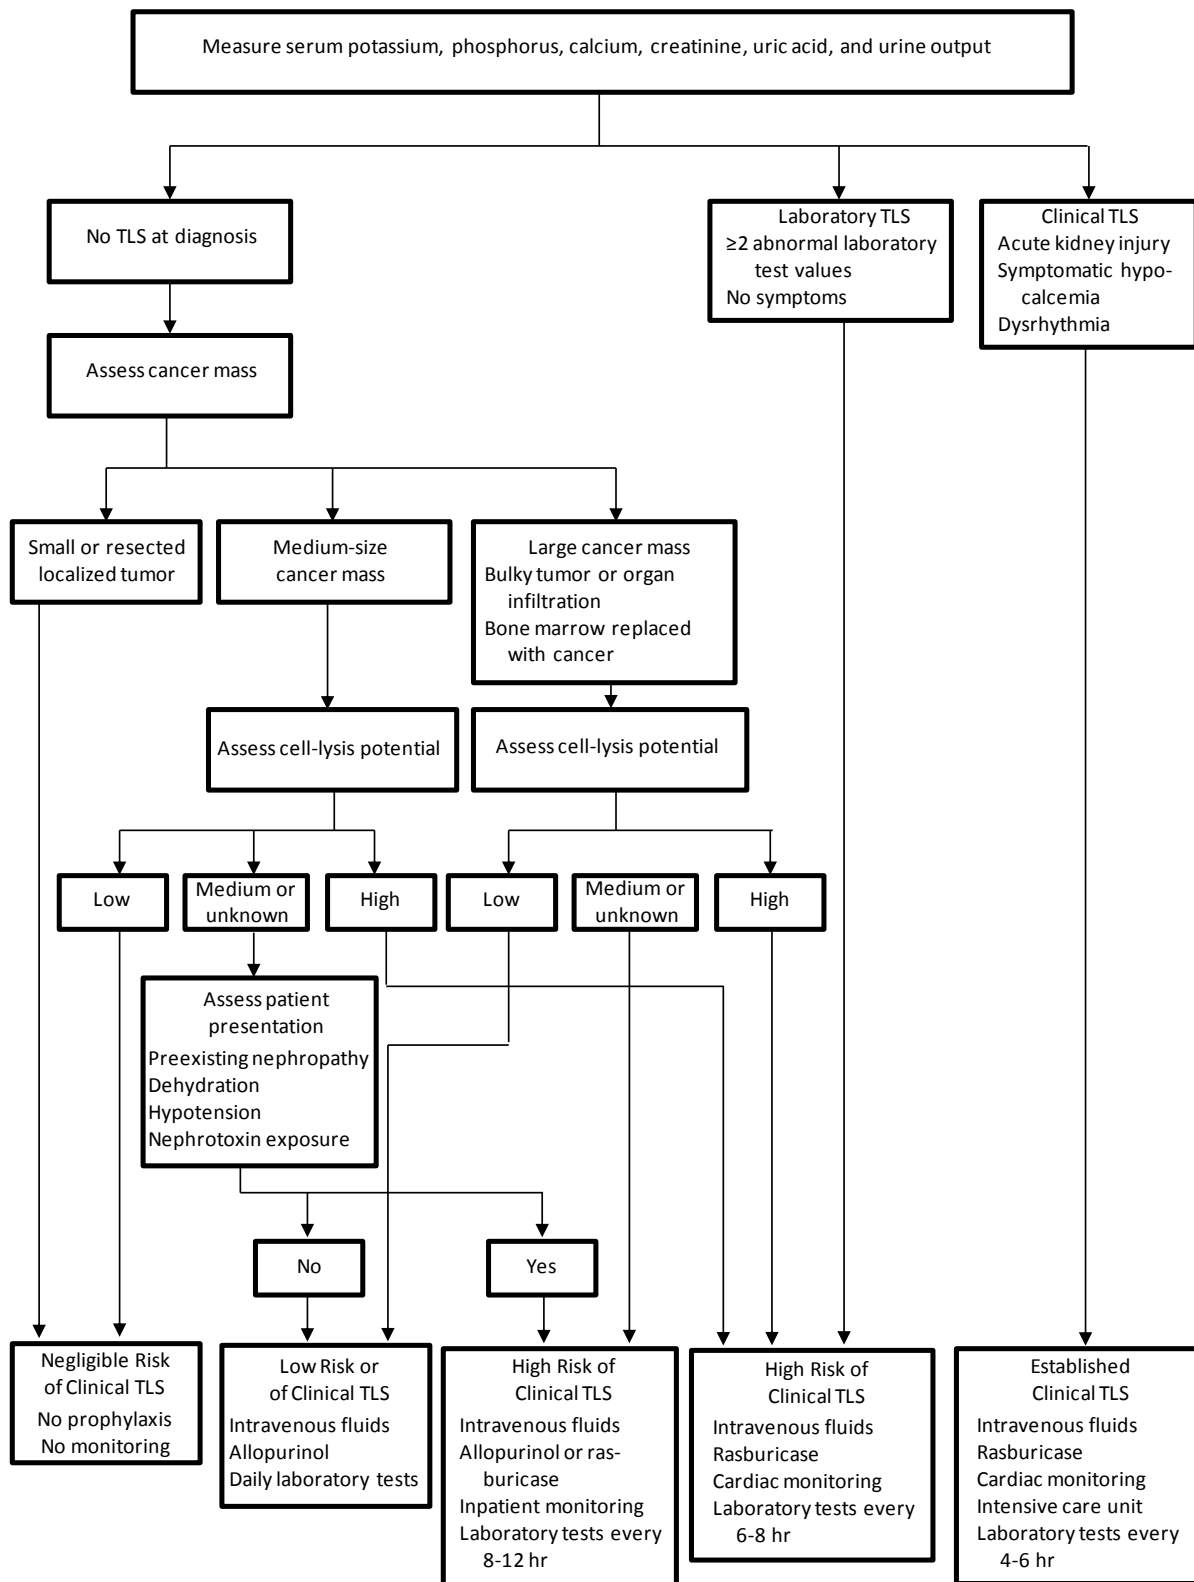 Measure serum potassium, phosphorus, calcium, creatinine, uric acid, and urine output
No TLS at diagnosis
Laboratory TLS
≥2 abnormal laboratory
test values
No symptoms
Clinical TLS
Acute kidney injury
Symptomatic hypo-
calcemia
Dysrhythmia
Assess cancer mass
Small or resected
localized tumor
Medium-size
cancer mass
Large cancer mass
Bulky tumor or organ
infiltration
Bone marrow replaced
with cancer
Assess cell-lysis potential
Assess cell-lysis potential
Low
Medium or
unknown
High
Low
Medium or
unknown
High
Assess patient
presentation
Preexisting nephropathy
Dehydration
Hypotension
Nephrotoxin exposure
No
Yes
Negligible Risk
of Clinical TLS
No prophylaxis
No monitoring
Low Risk or
of Clinical TLS
Intravenous fluids
Allopurinol
Daily laboratory tests
High Risk of
Clinical TLS
Intravenous fluids
Allopurinol or ras-
buricase
Inpatient monitoring
Laboratory tests every
8-12 hr
High Risk of
Clinical TLS
Intravenous fluids
Rasburicase
Cardiac monitoring
Laboratory tests every
6-8 hr
Established
Clinical TLS
Intravenous fluids
Rasburicase
Cardiac monitoring
Intensive care unit
Laboratory tests every
4-6 hr